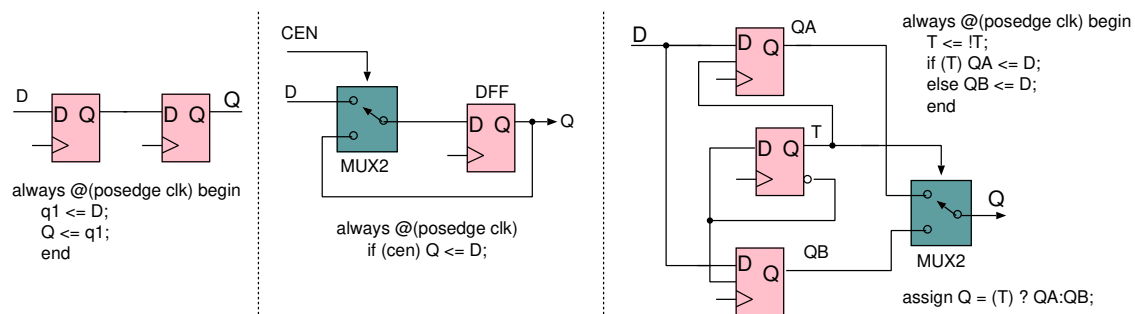 D
D Q
D Q
Q
always @(posedge clk) begin
q1 <= D;
Q <= q1;
end
CEN
D
MUX2
DFF
D Q
Q
always @(posedge clk)
if (cen) Q <= D;
D
D Q
QA
always @(posedge clk) begin
T <= !T;
if (T) QA <= D;
else QB <= D;
end
D Q
T
D Q
QB
MUX2
Q
assign Q = (T) ? QA:QB;